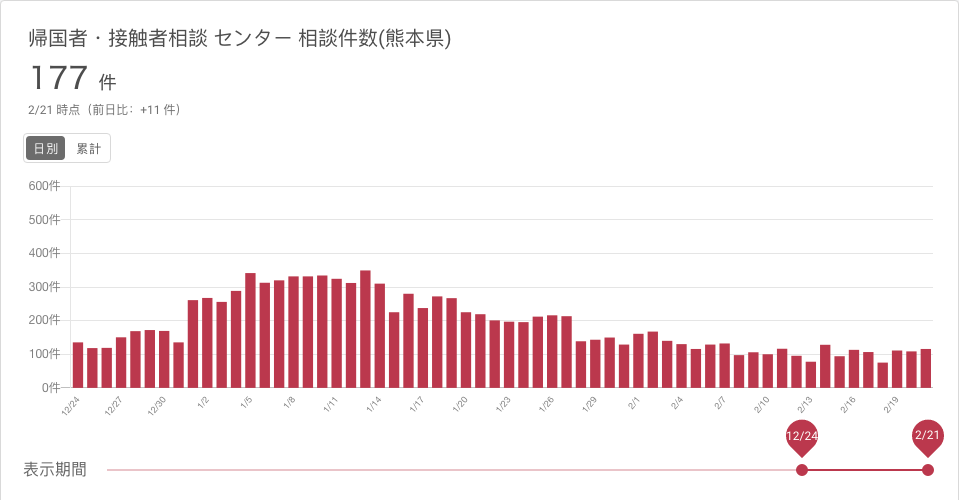 帰国者・接触者相談 センター 相談件数(熊本県)
177 件
2/21 時点（前日比：+11 件）
日別 累計
600件
500件
400件
300件
200件
100件
0件
12/24 12/27 12/30 1/2 1/5 1/8 1/11 1/14 1/17 1/20 1/23 1/26 1/29 2/1 2/4 2/7 2/10 2/13 2/16 2/19
12/24 2/21
表示期間